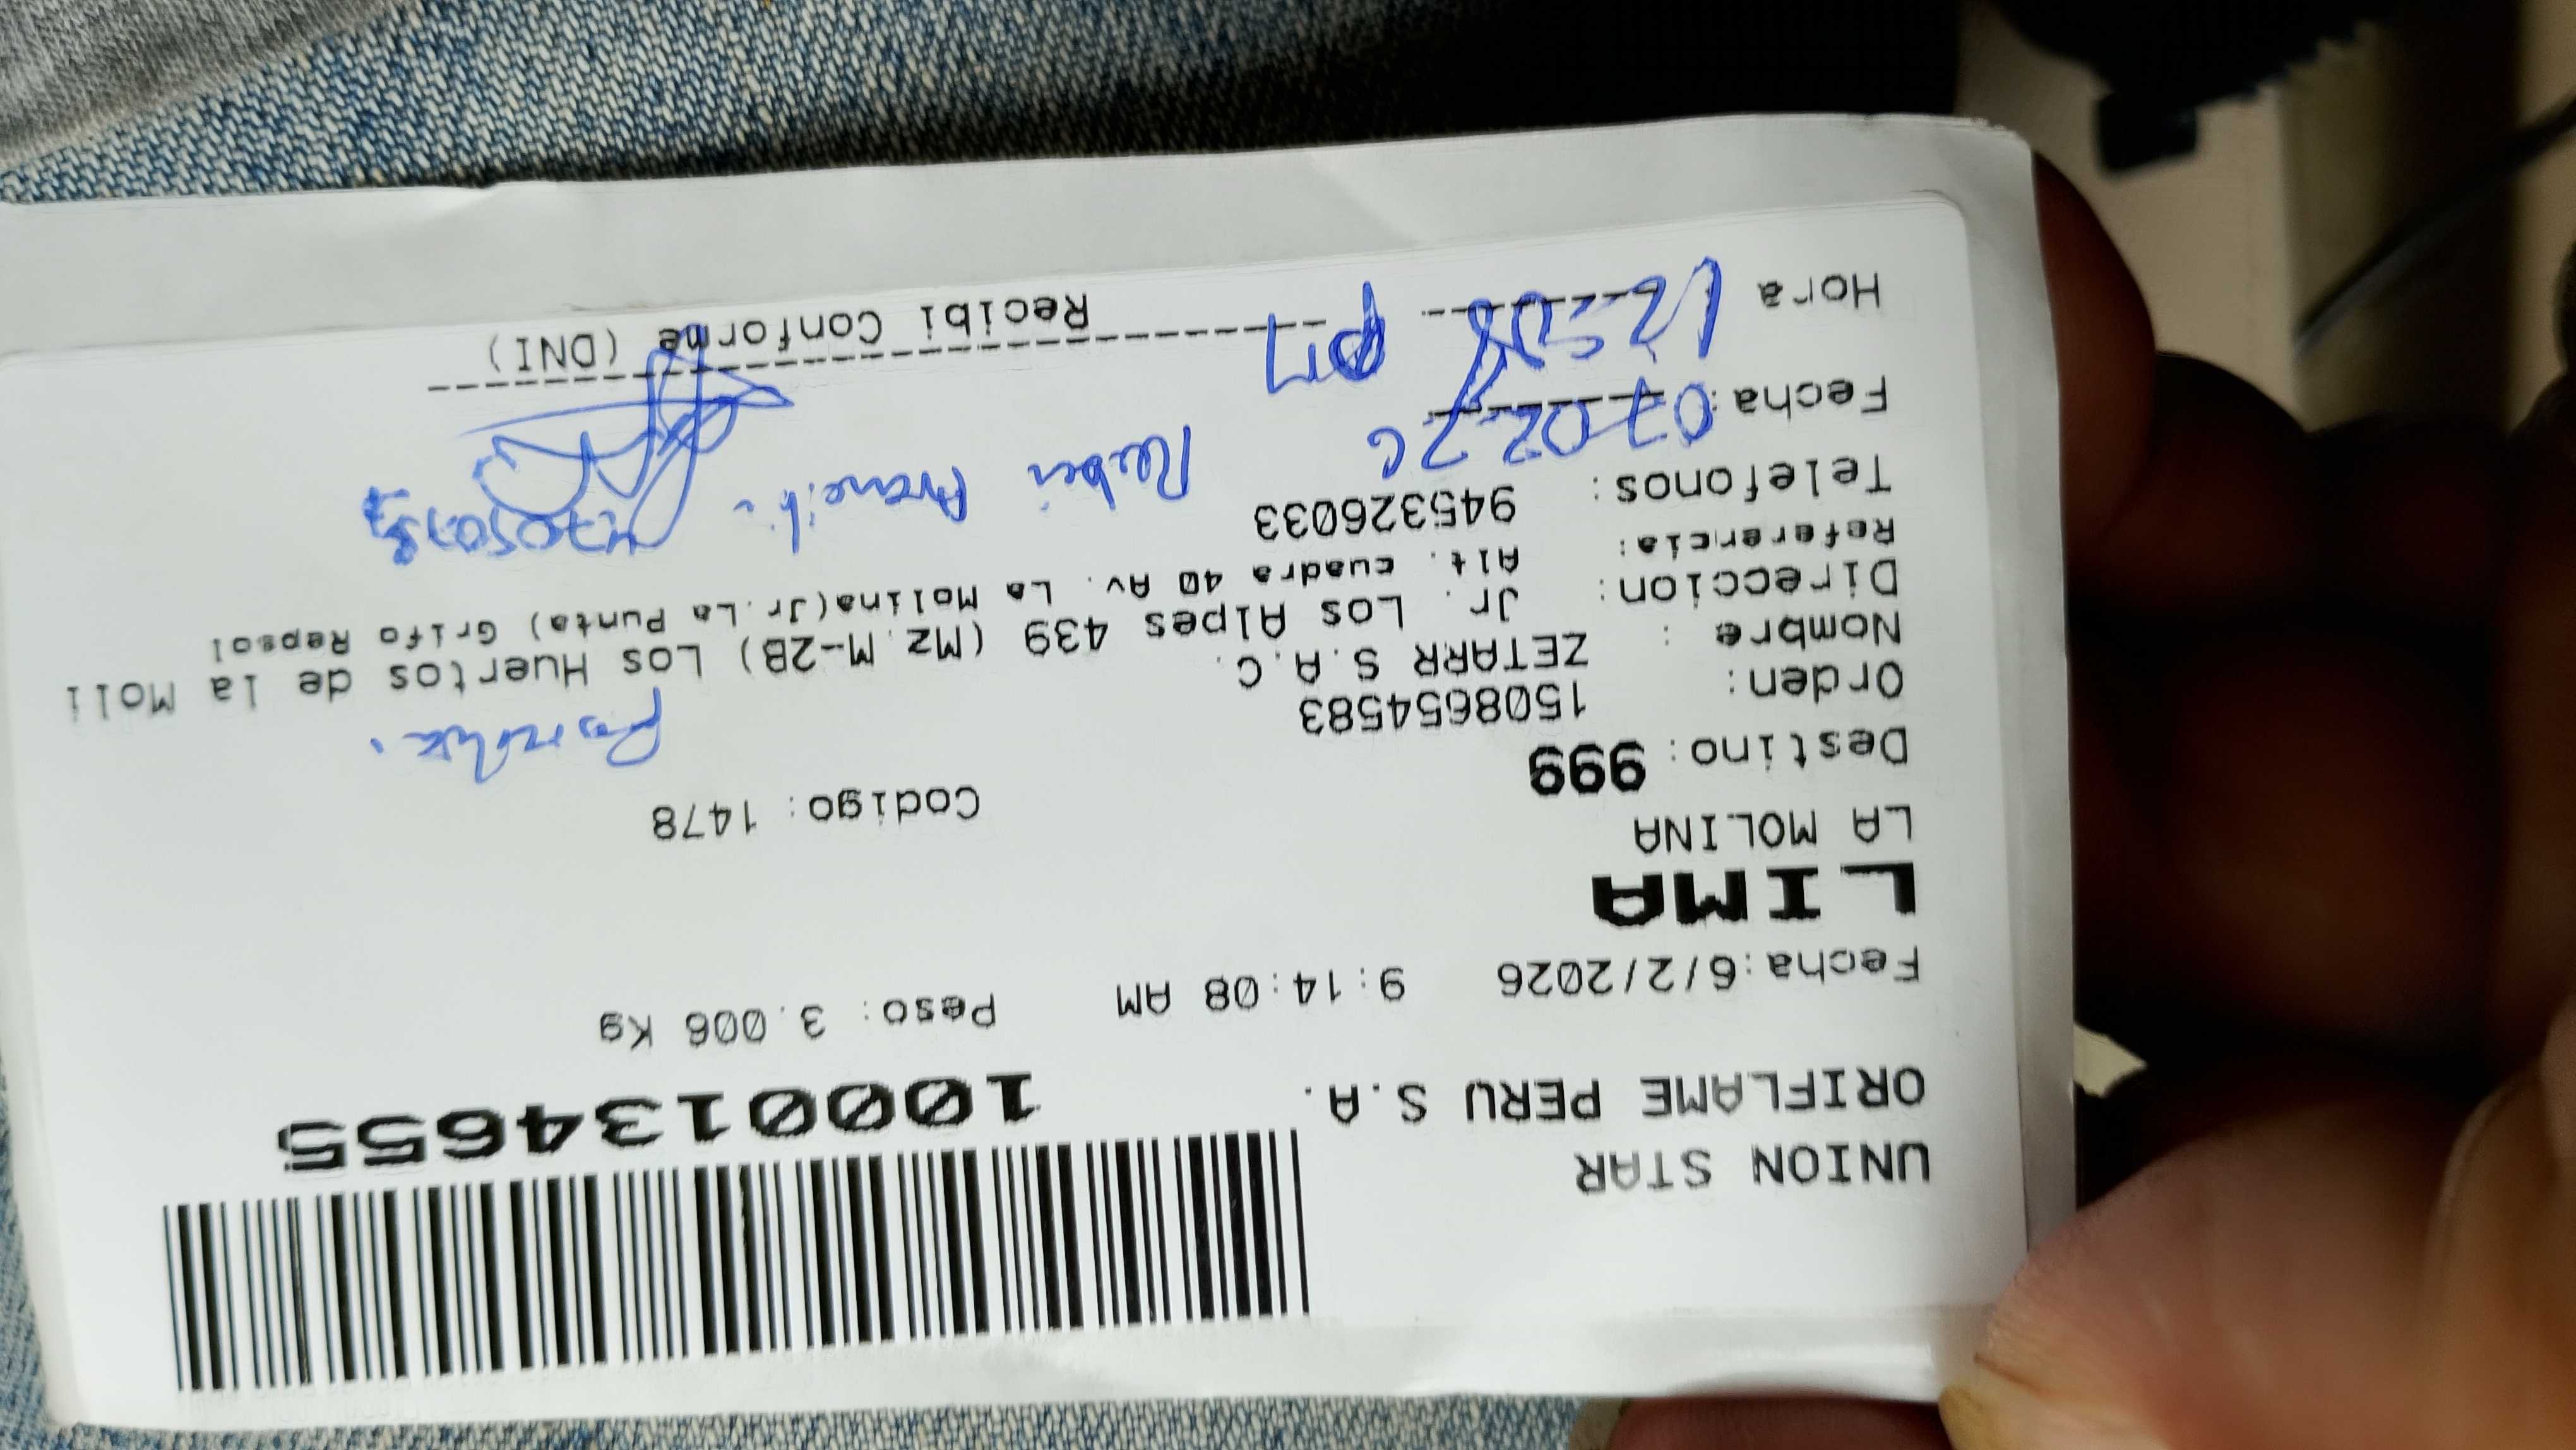 UNION STAR
ORIFLAME PERU S.A.
1000134655
Fecha:6/2/2026 9:14:08 AM Peso: 3.006 Kg
LIMA
LA MOLINA
Codigo: 1478
Destino: 999
Orden: 1508654583
Nombre : ZETARR S.A.C.
Direccion: Jr. Los Alpes 439 (Mz.M-2B) Los Huertos de la Moli
Referencia: Alt. cuadra 40 Av. La Molina(Jr.La Punta) Grifo Repsol
Telefonos: 945326033
Fecha: 07 02 26
Hora 12:08 pm
Recibi Conforme (DNI)